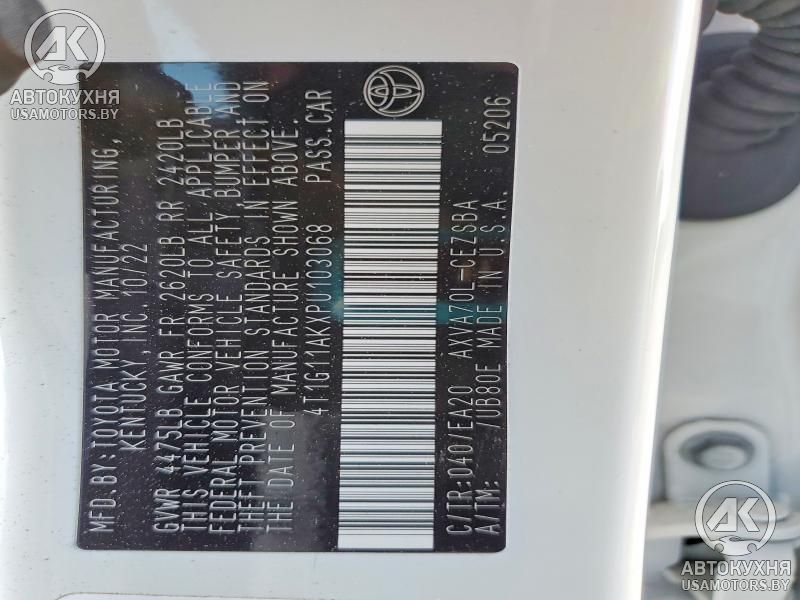 MFD.BY:TOYOTA MOTOR MANUFACTURING,
KENTUCKY, INC. 10/22
GVWR 4475LB GAWR FR 2620LB RR 2420LB
THIS VEHICLE CONFORMS TO ALL APPLICABLE
FEDERAL MOTOR VEHICLE SAFETY, BUMPER, AND
THEFT PREVENTION STANDARDS IN EFFECT ON
THE DATE OF MANUFACTURE SHOWN ABOVE.
4T1G11AKXPU103068 PASS.CAR
C/TR:040/EA20 AXVA70L-CEZSBA
A/TM: /UB80E MADE IN U.S.A. 05206
АК
АВТОКУХНЯ
USAMOTORS.BY
АК
АВТОКУХНЯ
USAMOTORS.BY